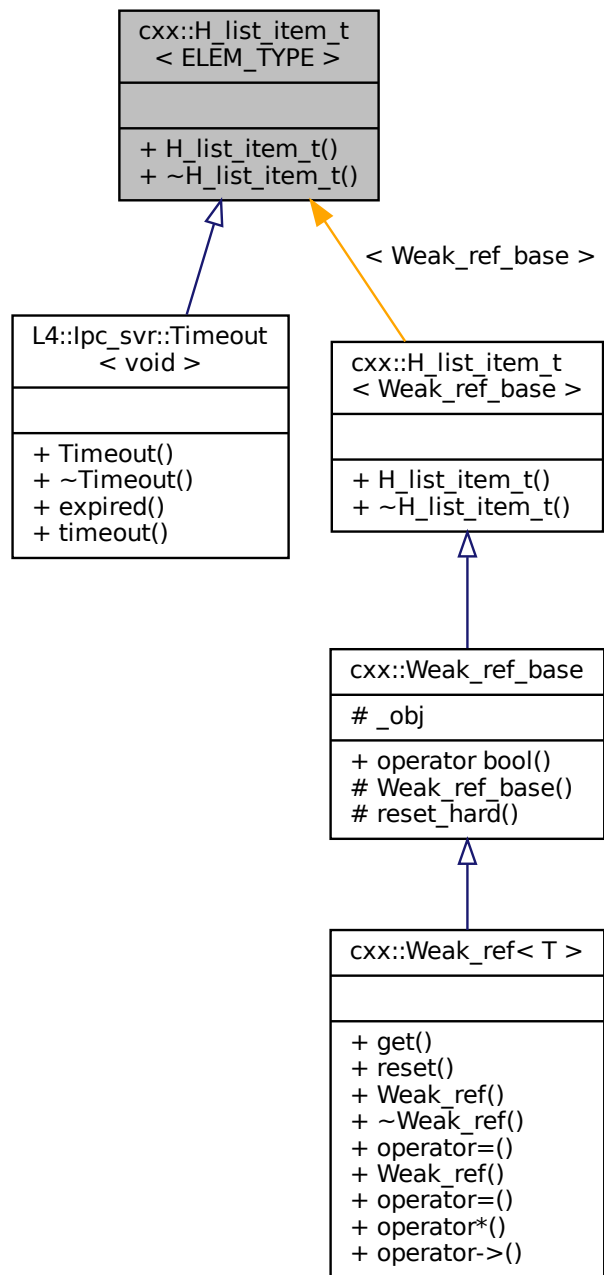 cxx::H_list_item_t
< ELEM_TYPE >
+ H_list_item_t()
+ ~H_list_item_t()
< Weak_ref_base >
L4::Ipc_svr::Timeout
< void >
+ Timeout()
+ ~Timeout()
+ expired()
+ timeout()
cxx::H_list_item_t
< Weak_ref_base >
+ H_list_item_t()
+ ~H_list_item_t()
cxx::Weak_ref_base
# _obj
+ operator bool()
# Weak_ref_base()
# reset_hard()
cxx::Weak_ref< T >
+ get()
+ reset()
+ Weak_ref()
+ ~Weak_ref()
+ operator=()
+ Weak_ref()
+ operator=()
+ operator*()
+ operator->()